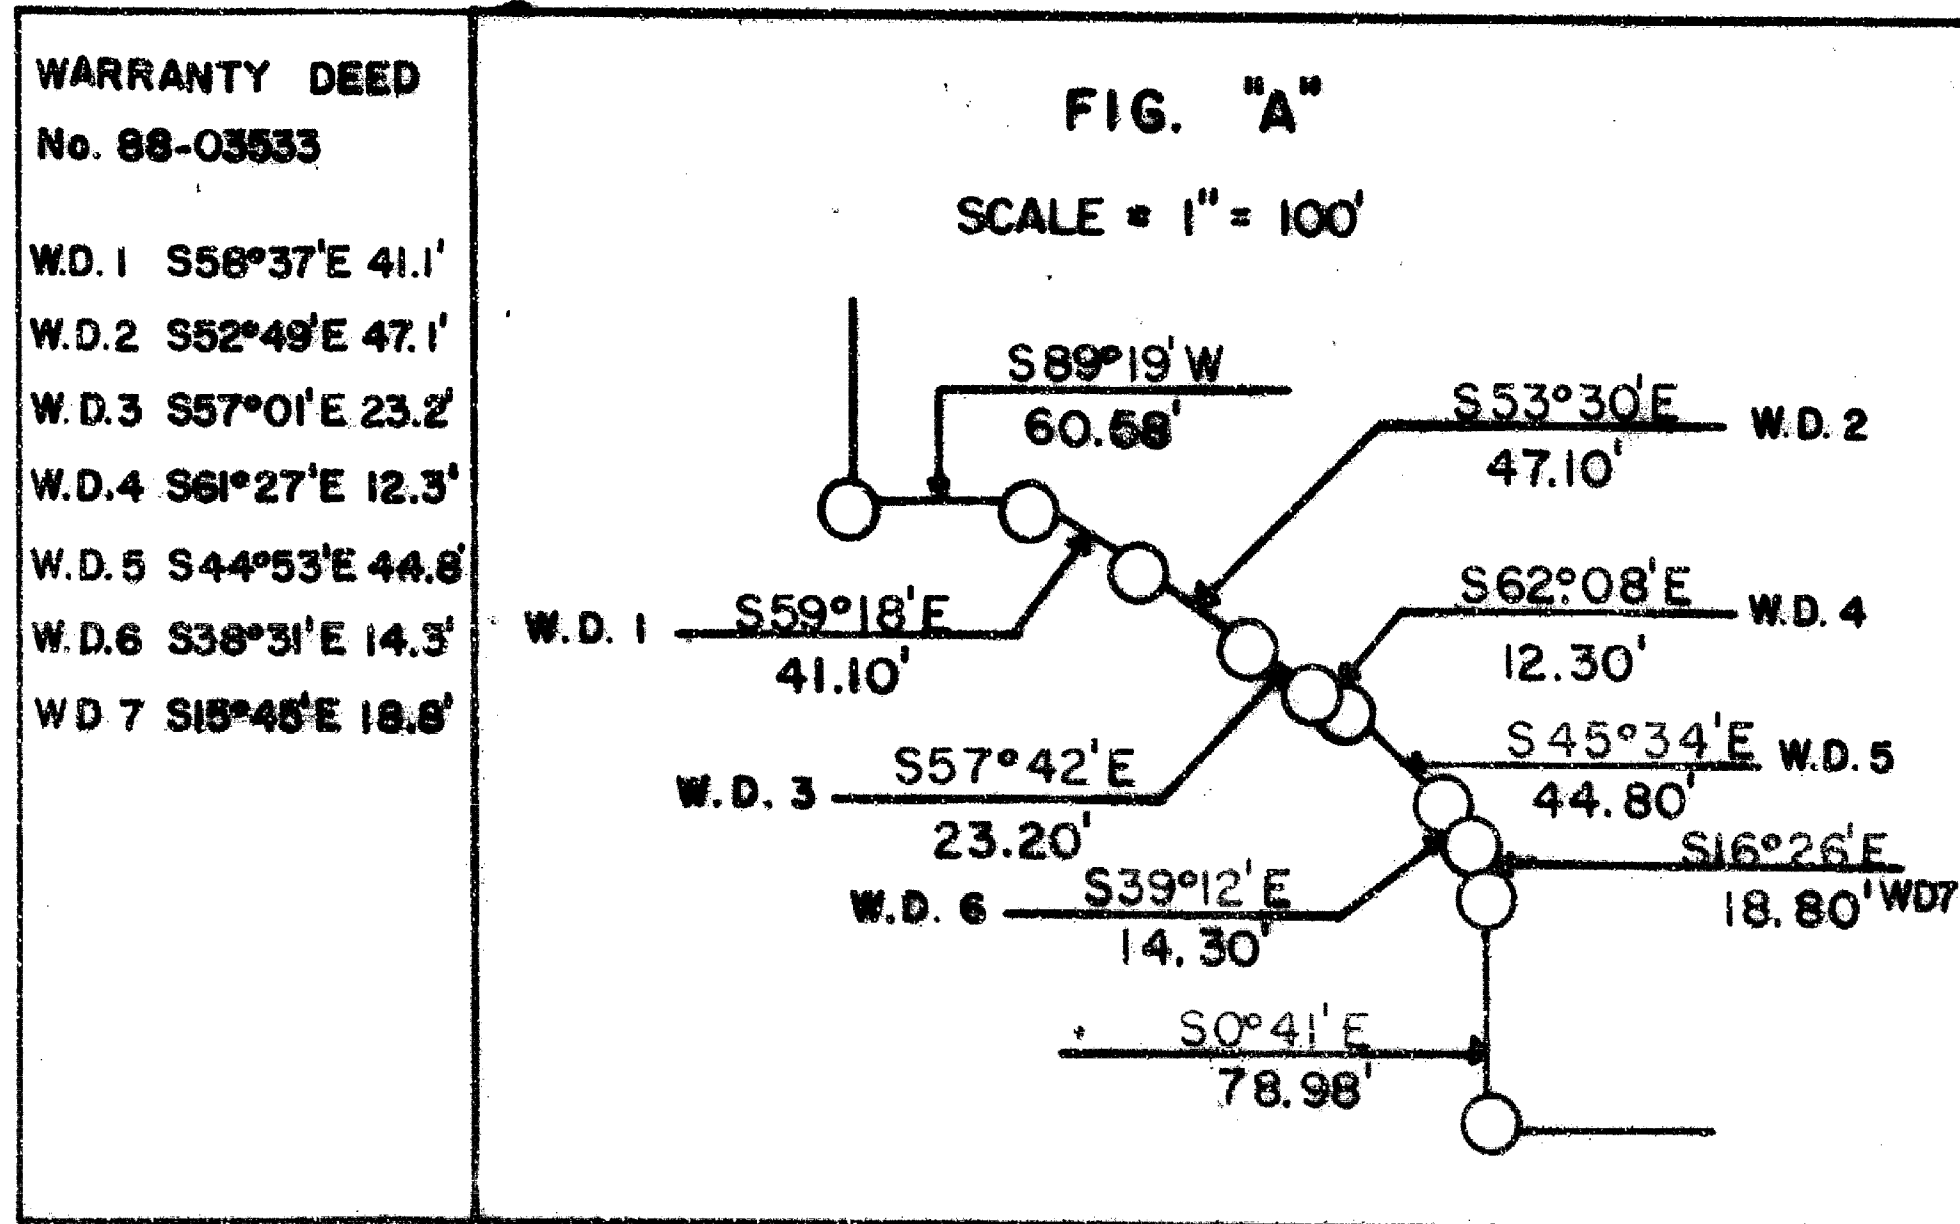 WARRANTY DEED
No. 88-03533
W.D. 1 S58°37'E 41.1'
W.D.2 S52°49'E 47.1'
W.D.3 S57°01'E 23.2'
W.D.4 S61°27'E 12.3'
W.D.5 S44°53'E 44.8'
W.D.6 S38°31'E 14.3'
WD 7 S15°45'E 18.8'
FIG. "A"
SCALE = 1" = 100'
S89°19'W
60.58'
S53°30'E W.D. 2
47.10'
W.D. 1 S59°18'E
41.10'
S62°08'E W.D. 4
12.30'
S45°34'E W.D. 5
44.80'
W.D. 3 S57°42'E
23.20'
S16°26'E
18.80' WD7
W.D. 6 S39°12'E
14.30'
S0°41'E
78.98'